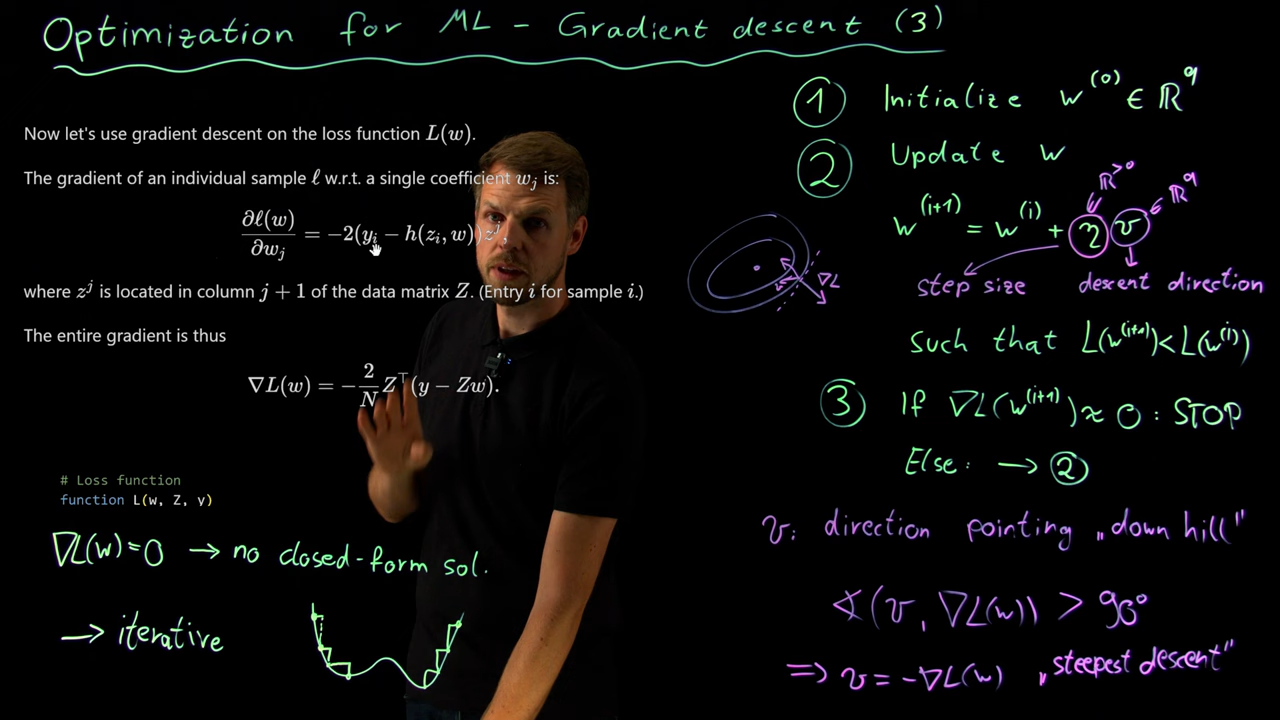 Optimization for ML - Gradient descent (3)
Now let's use gradient descent on the loss function L(w).
The gradient of an individual sample ℓ w.r.t. a single coefficient w_j is:
∂ℓ(w)/∂w_j = -2(y_i - h(z_i, w))z_i^j,
where z^j is located in column j + 1 of the data matrix Z. (Entry i for sample i.)
The entire gradient is thus
∇L(w) = -2/N Z^⊤(y - Zw).
# Loss function
function L(w, Z, y)
∇L(w) = 0 → no closed-form sol.
→ iterative
① Initialize w^(0) ∈ ℝ^q
② Update w
ℝ^>0
ℝ^q
w^(i+1) = w^(i) + η v
∇L
step size descent direction
such that L(w^(i+1)) < L(w^(i))
③ If ∇L(w^(i+1)) ≈ 0 : STOP
Else: → ②
v: direction pointing „down hill"
∢(v, ∇L(w)) > 90°
⇒ v = -∇L(w) „steepest descent"